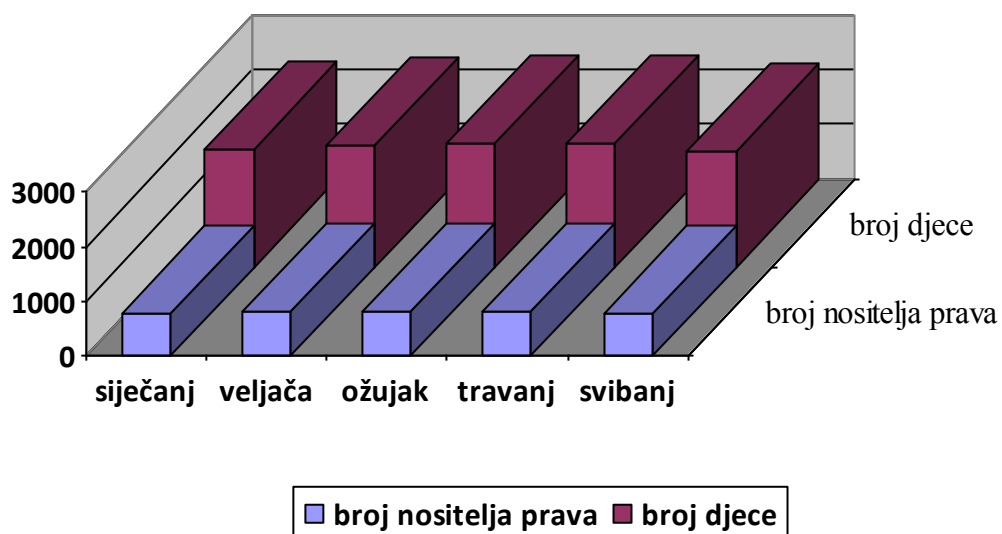 3000
2000
1000
0
siječanj veljača ožujak travanj svibanj
broj djece
broj nositelja prava
broj nositelja prava broj djece